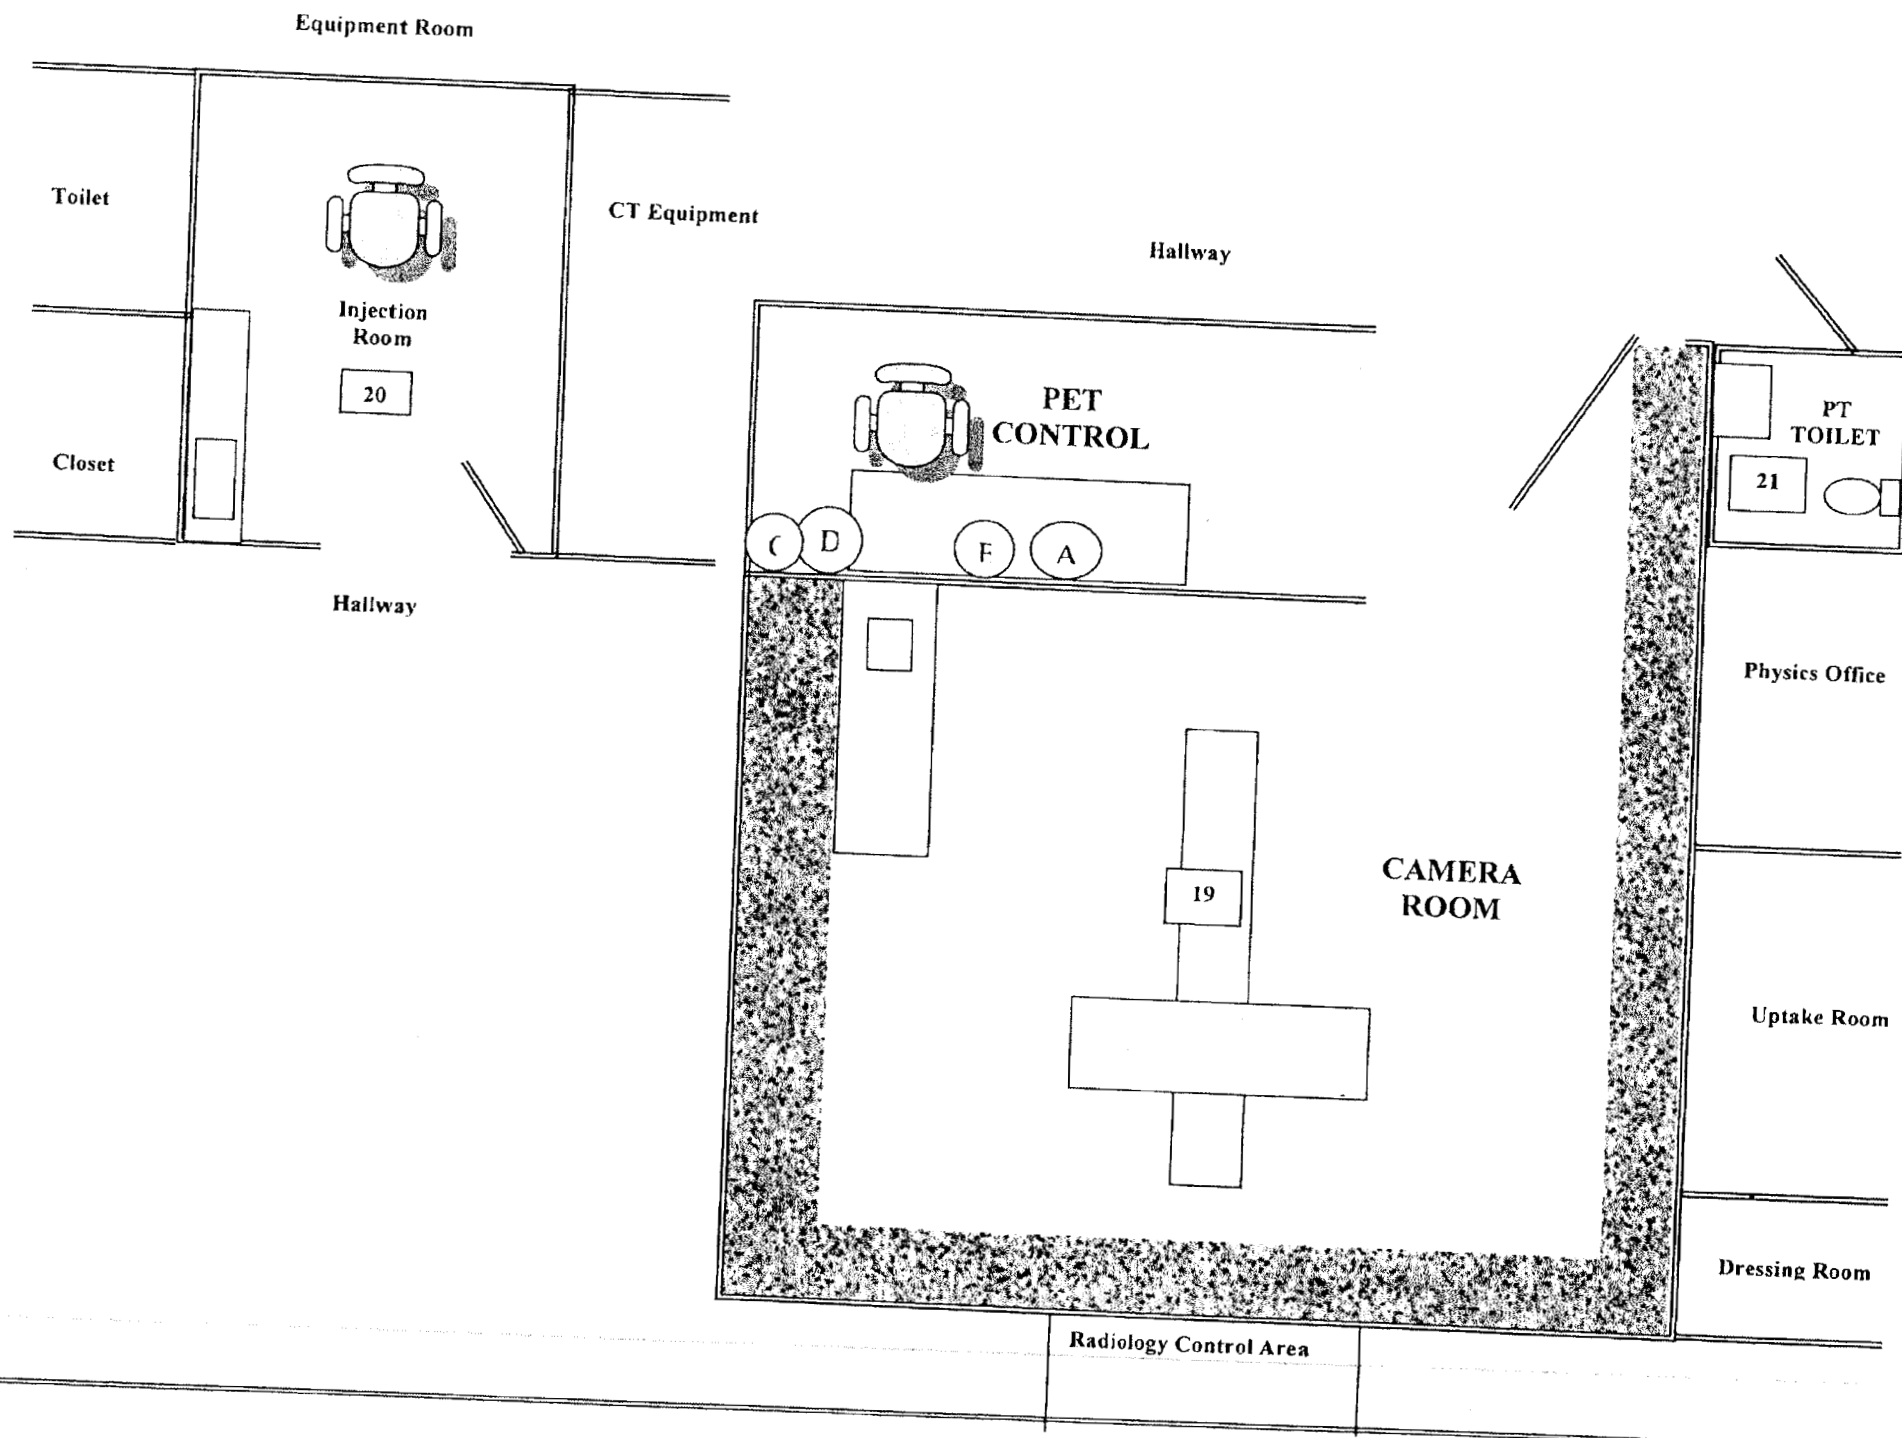 Equipment Room
Toilet
CT Equipment
Hallway
Injection
Room
20
Closet
PET
CONTROL
PT
TOILET
21
D
A
Hallway
Physics Office
19
CAMERA
ROOM
Uptake Room
Dressing Room
Radiology Control Area